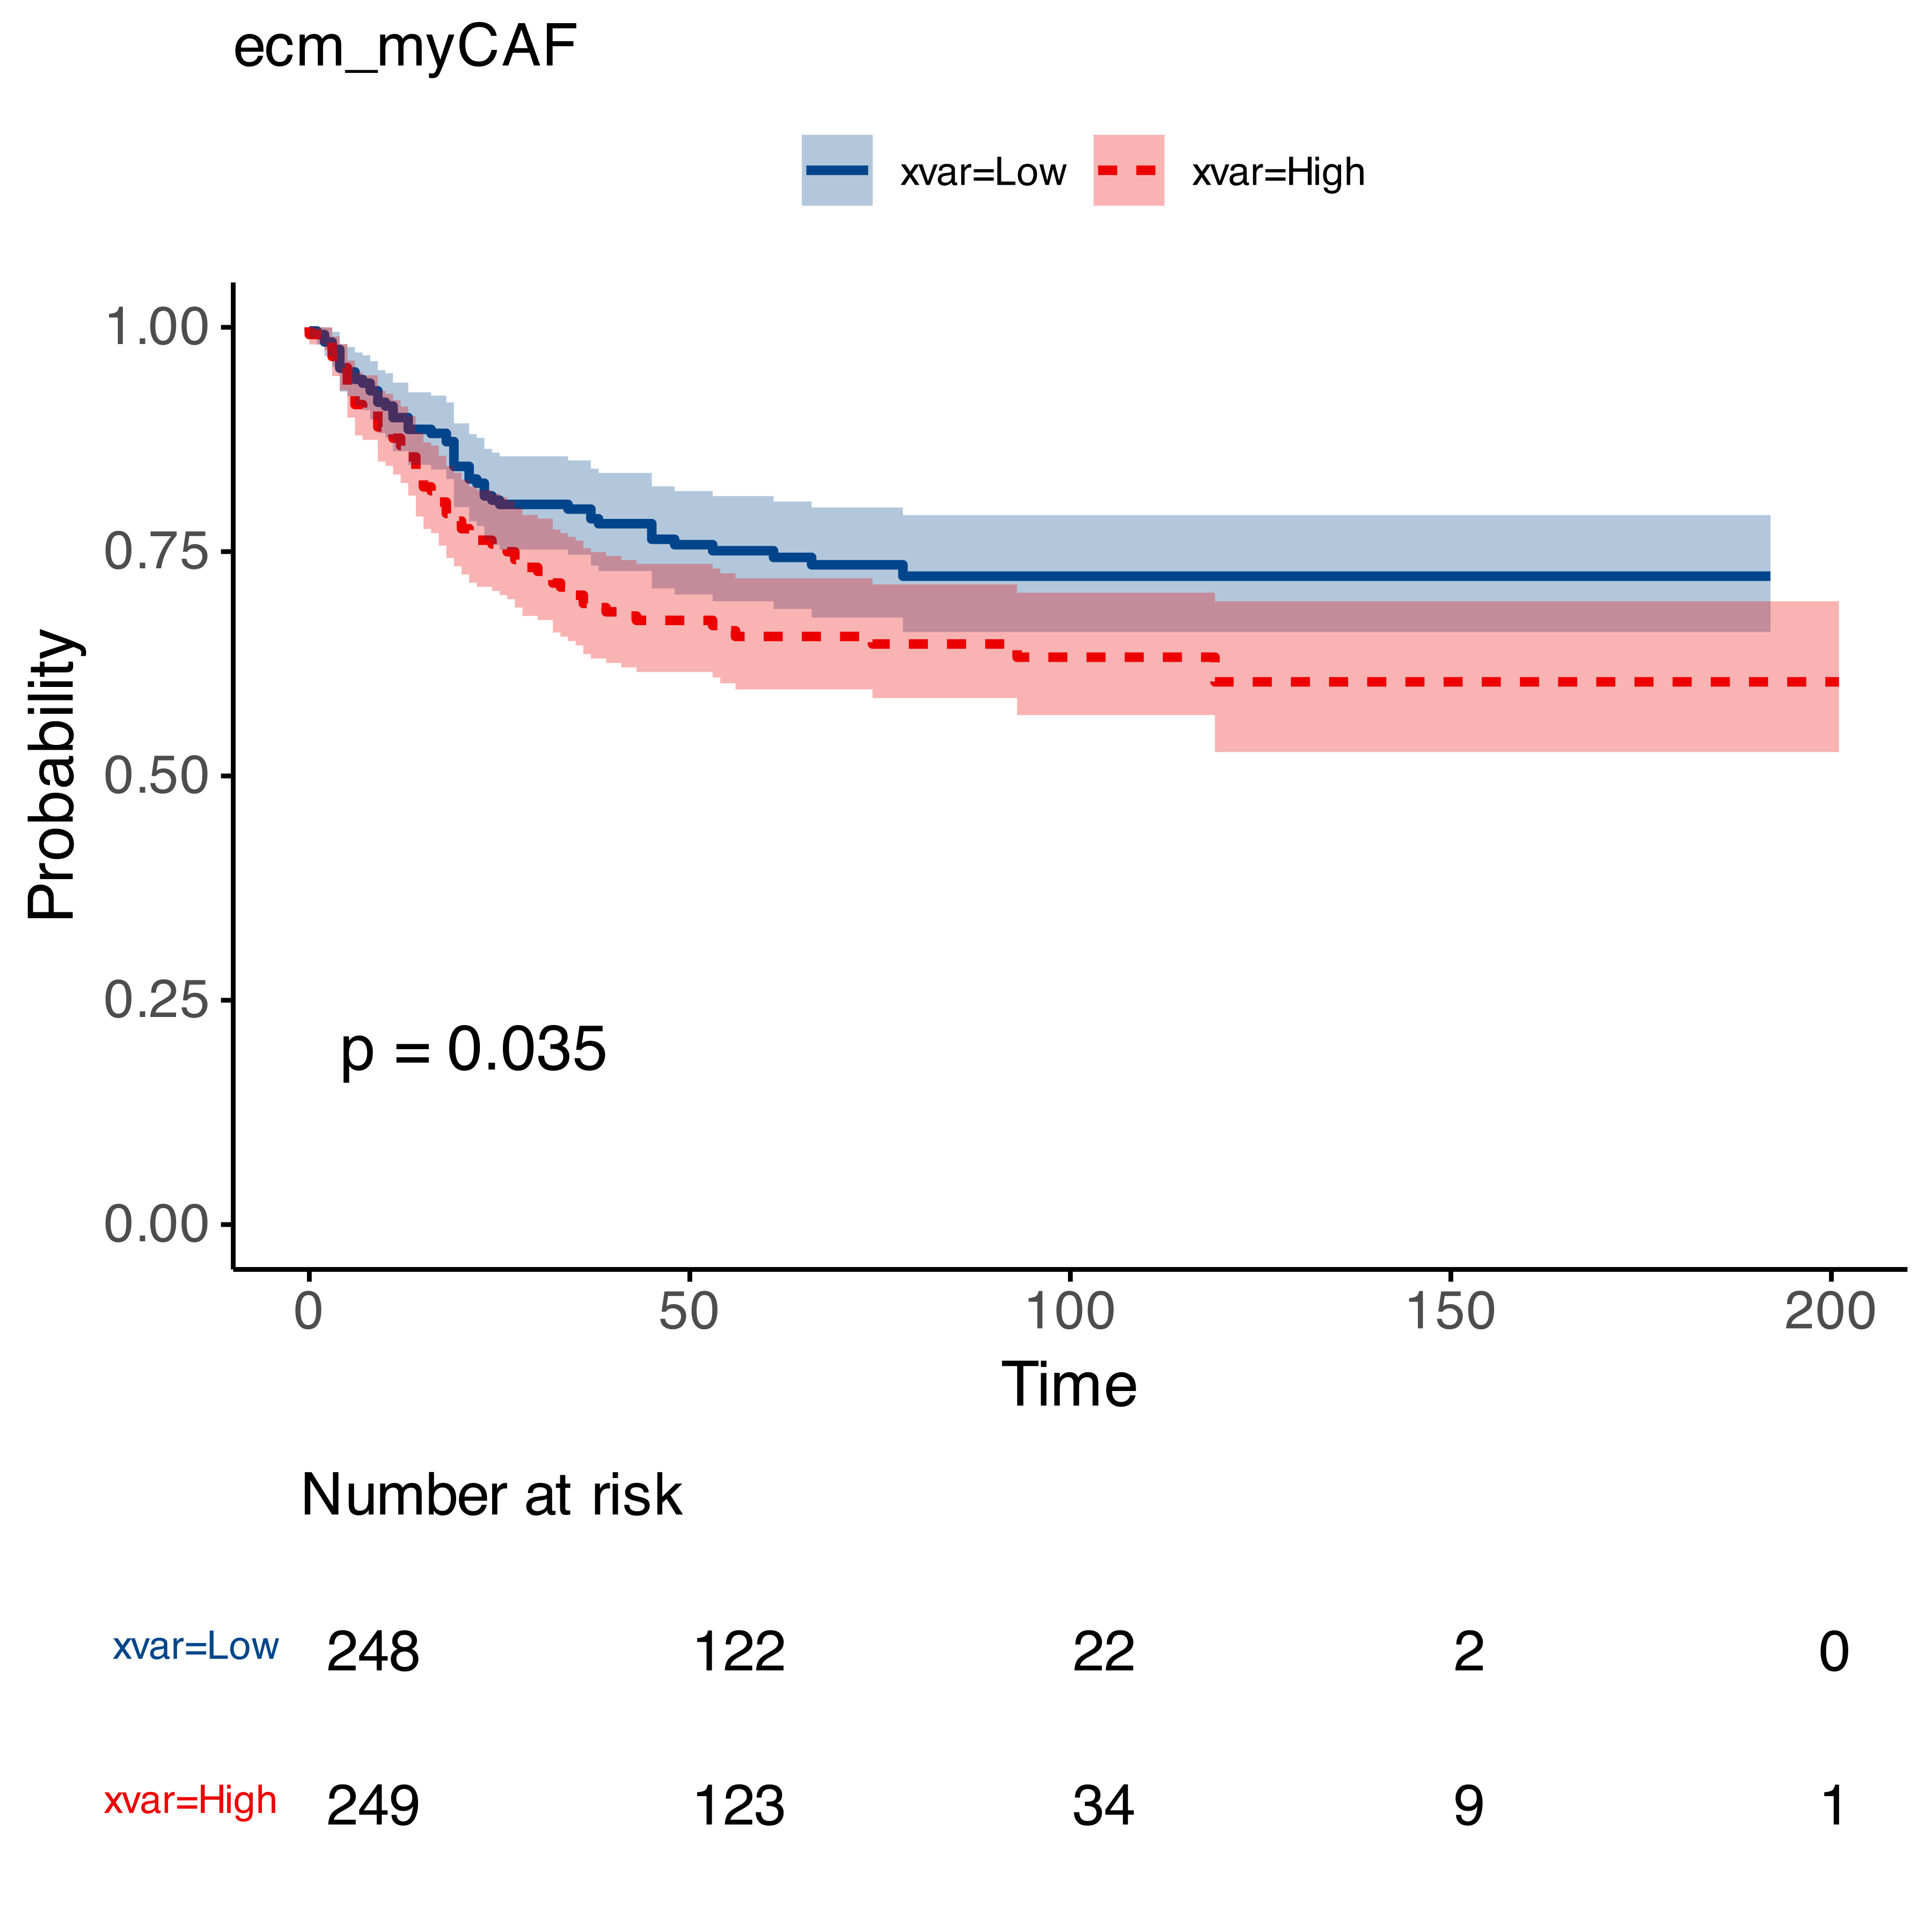 ecm_myCAF
xvar=Low xvar=High
1.00
0.75
0.50
0.25
0.00
Probability
p = 0.035
0 50 100 150 200
Time
Number at risk
xvar=Low 248 122 22 2 0
xvar=High 249 123 34 9 1